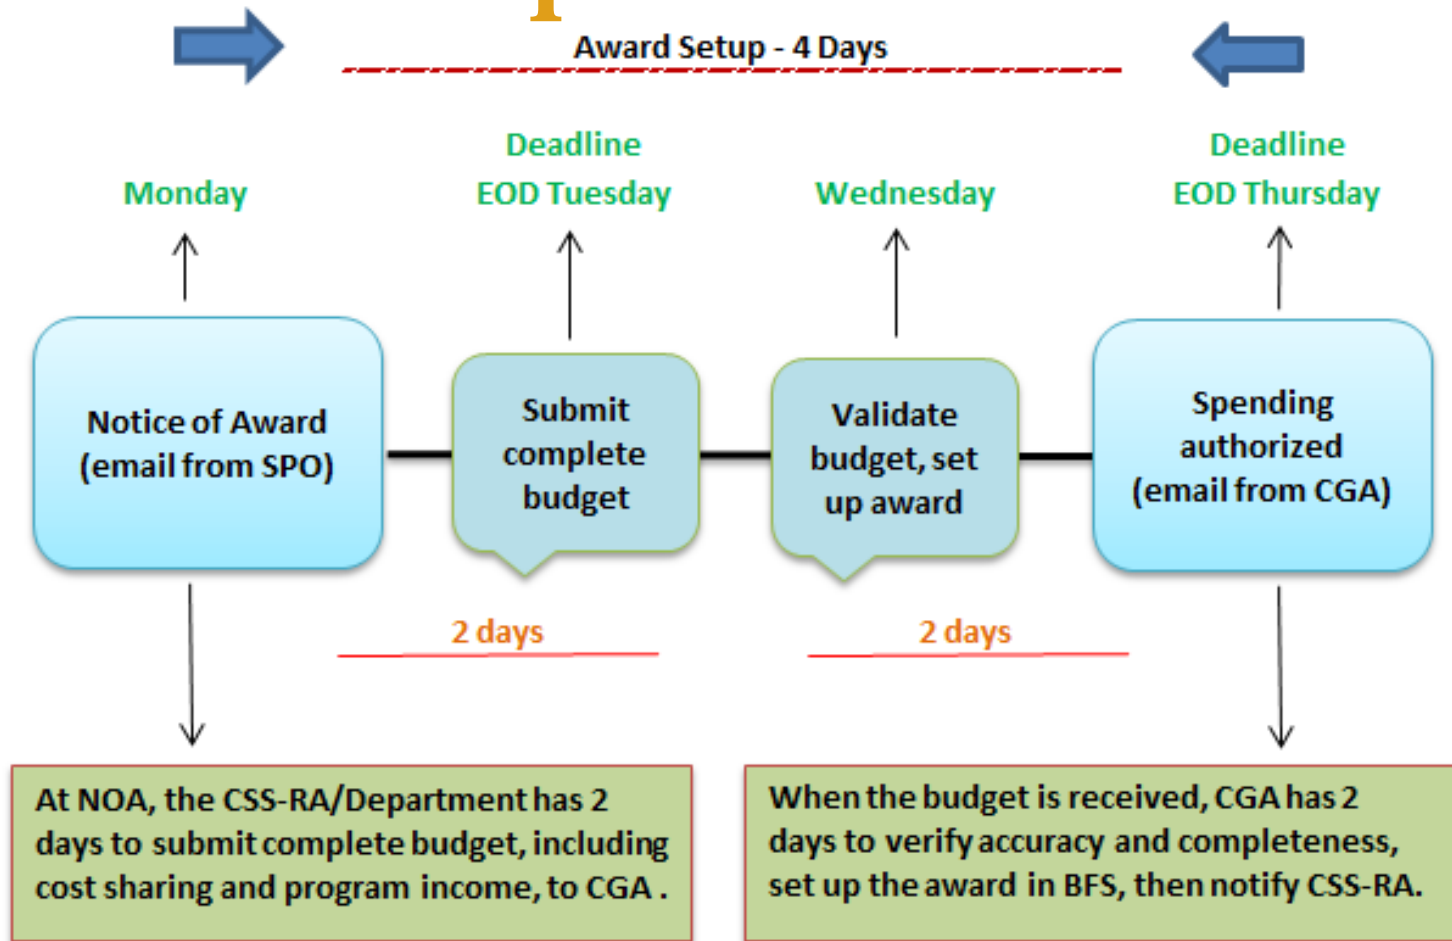 Award Setup - 4 Days
Monday
Deadline
EOD Tuesday
Wednesday
Deadline
EOD Thursday
Notice of Award
(email from SPO)
Submit
complete
budget
Validate
budget, set
up award
Spending
authorized
(email from CGA)
2 days
2 days
At NOA, the CSS-RA/Department has 2
days to submit complete budget, including
cost sharing and program income, to CGA .
When the budget is received, CGA has 2
days to verify accuracy and completeness,
set up the award in BFS, then notify CSS-RA.